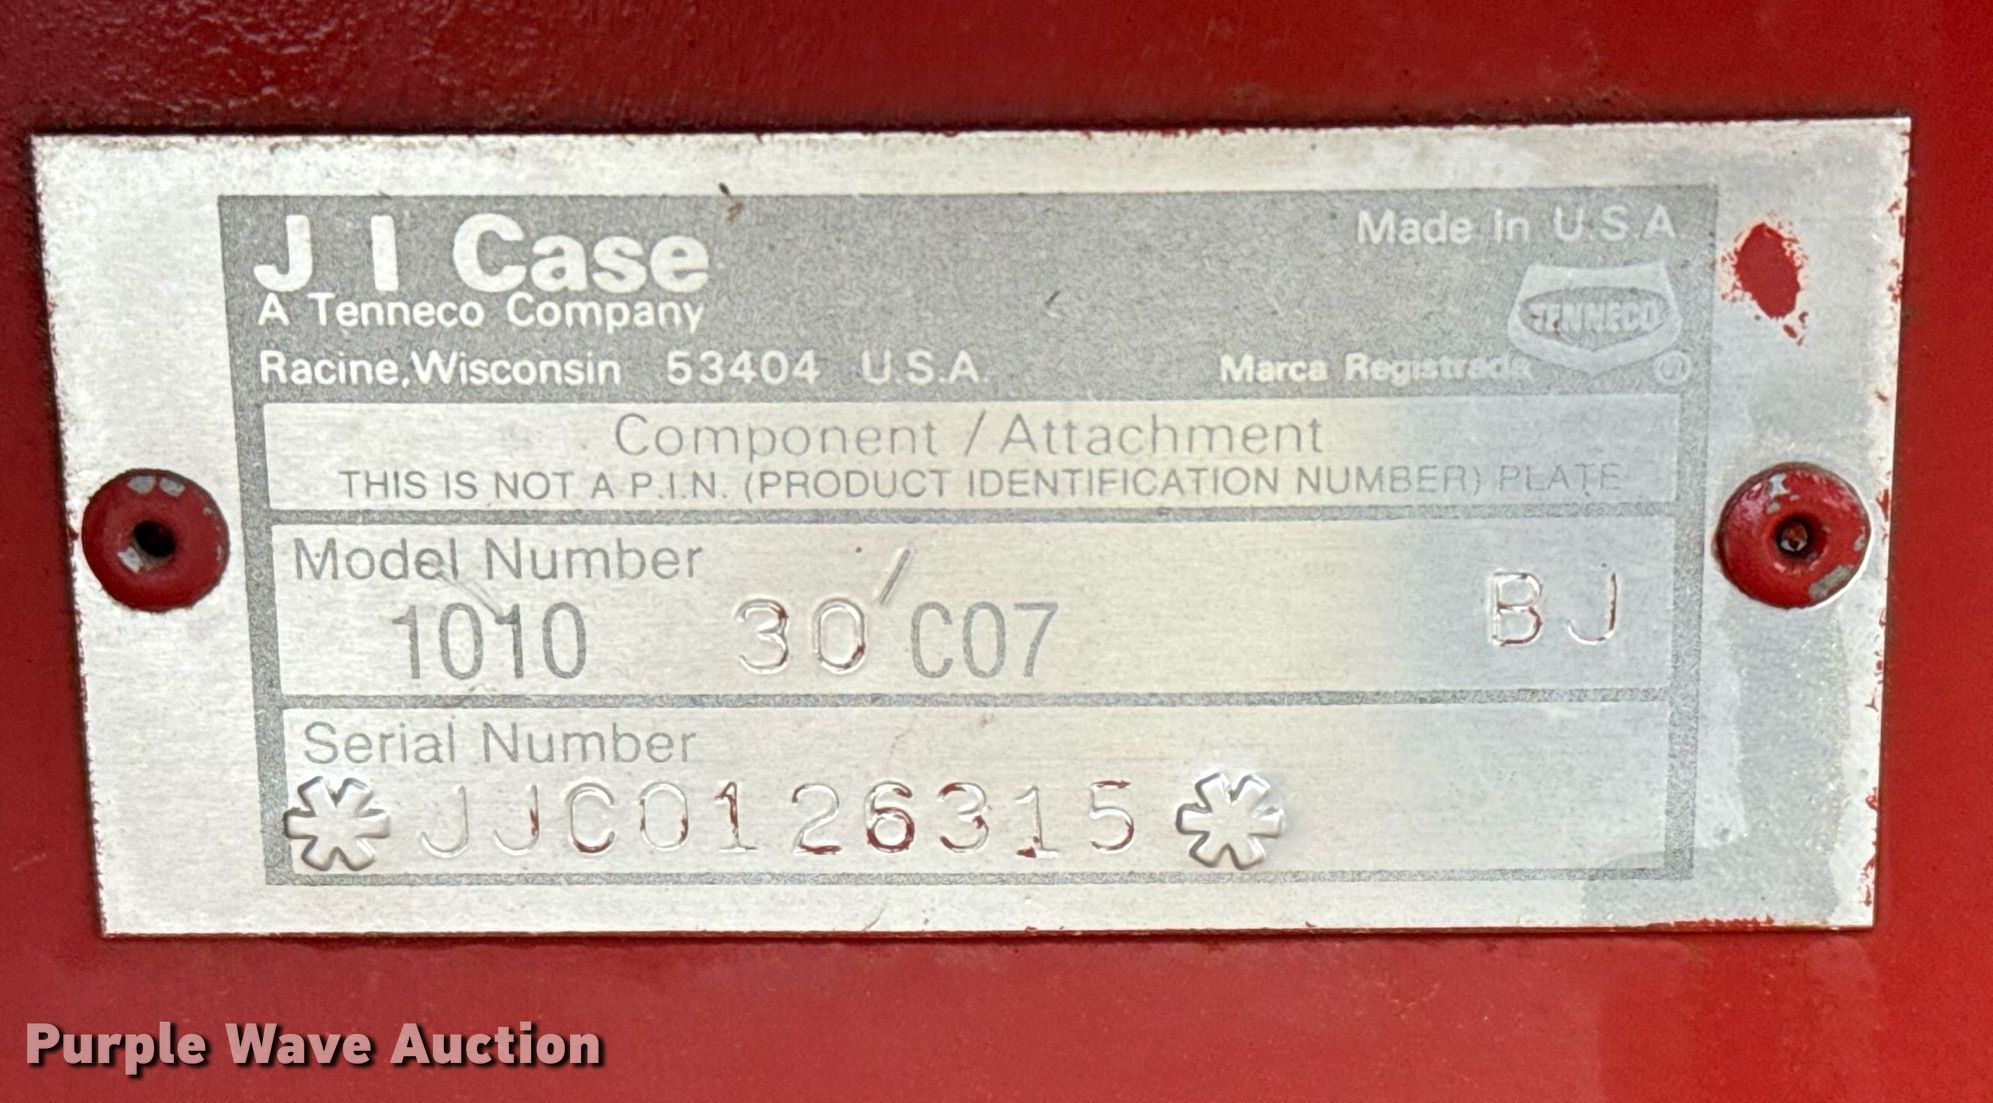 J I Case
Made In U.S.A
A Tenneco Company
TENNECO
Racine, Wisconsin 53404 U.S.A.
Marca Registrada ®
Component / Attachment
THIS IS NOT A P.I.N. (PRODUCT IDENTIFICATION NUMBER) PLATE
Model Number
1010 30' C07 BJ
Serial Number
*JJC0126315*
Purple Wave Auction